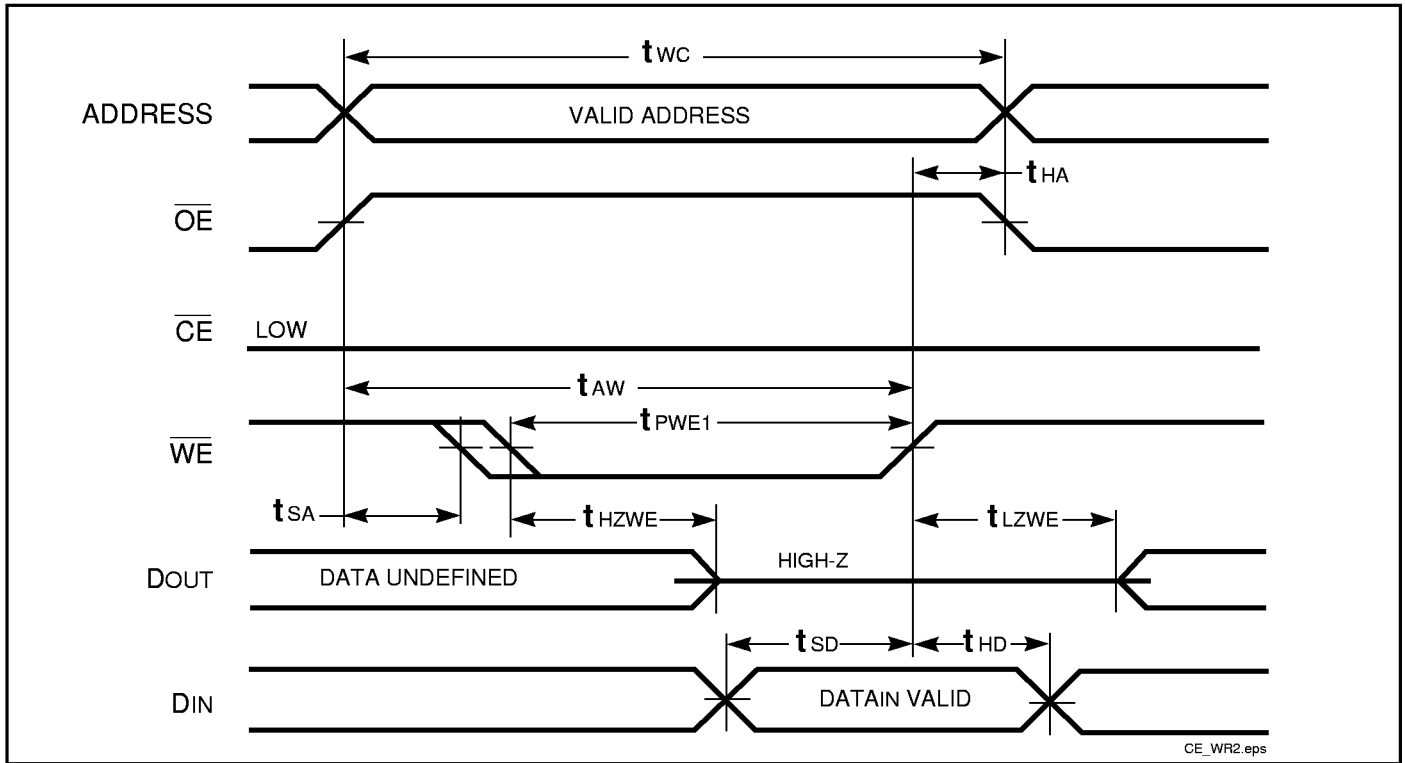 tWC
ADDRESS VALID ADDRESS
tHA
OE
CE LOW
tAW
tPWE1
WE
tSA tHZWE tLZWE
DOUT DATA UNDEFINED HIGH-Z
tSD tHD
DIN DATAIN VALID
CE_WR2.eps